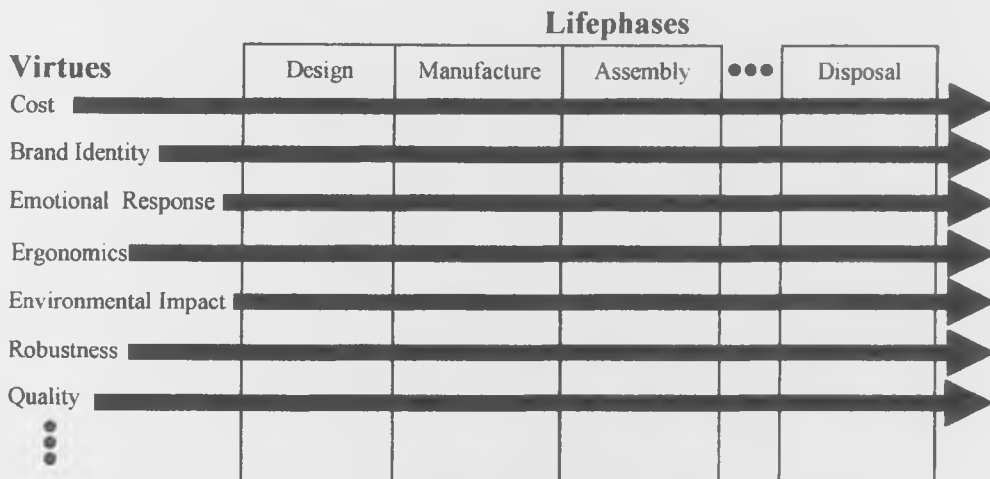 Lifephases
Virtues
Design Manufacture Assembly ••• Disposal
Cost
Brand Identity
Emotional Response
Ergonomics
Environmental Impact
Robustness
Quality